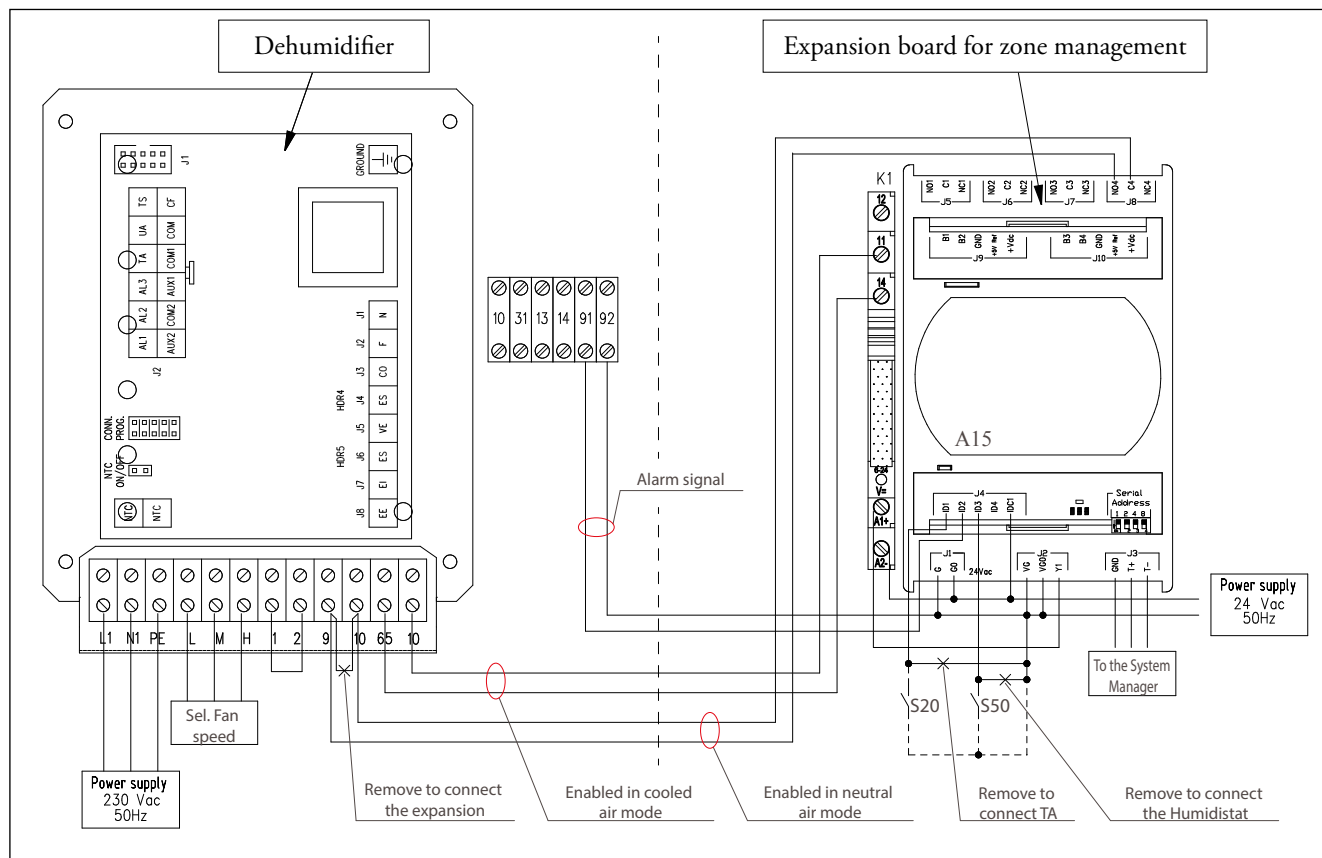 Dehumidifier
Expansion board for zone management
J1
GROUND
TS CF
UA COM
TA COM1
AL3 AUX1
AL2 COM2
AL1 AUX2
J2
CONN.
PROG.
NTC
ON/OFF
NTC NTC
J1 N
J2 F
J3 CO
HDR4 J4 ES
J5 VE
HDR5 J6 ES
J7 EI
J8 EE
10 31 13 14 91 92
L1 N1 PE L M H 1 2 9 10 65 10
Sel. Fan
speed
Power supply
230 Vac
50Hz
Remove to connect
the expansion
Enabled in cooled
air mode
Enabled in neutral
air mode
Alarm signal
K1
12
11
14
6-24
V=
A1+
A2-
NO1 C1 NC1
J5
NO2 C2 NC2
J6
NO3 C3 NC3
J7
NO4 C4 NC4
J8
B1 B2 GND +5V Ref +Vdc
J9
B3 B4 GND +5V Ref +Vdc
J10
A15
J4
ID1 ID2 ID3 ID4 IDC1
Serial
Address
1 2 4 8
J1
G G0
24Vac
J2
VG VG0 Y1
J3
GND T+ T-
Power supply
24 Vac
50Hz
To the System
Manager
S20
S50
Remove to
connect TA
Remove to connect
the Humidistat